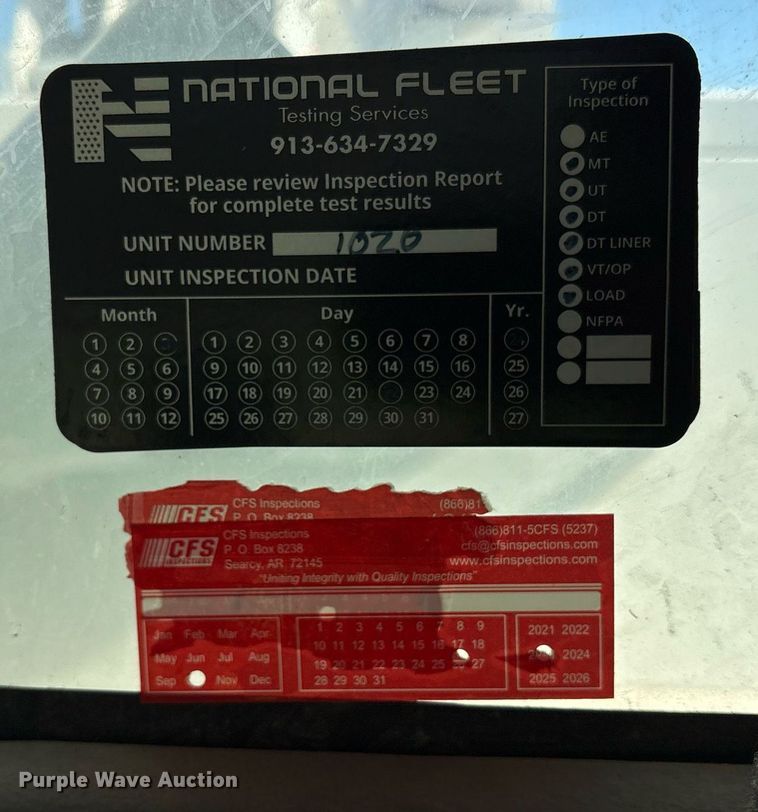 NATIONAL FLEET
Testing Services
913-634-7329
NOTE: Please review Inspection Report
for complete test results
UNIT NUMBER 1020
UNIT INSPECTION DATE
Month
1 2
4 5 6
7 8 9
10 11 12
Day
1 2 3 4 5 6 7 8
9 10 11 12 13 14 15 16
17 18 19 20 21 23 24
25 26 27 28 29 30 31
Yr.
25
26
27
Type of
Inspection
AE
MT
UT
DT
DT LINER
VT/OP
LOAD
NFPA
CFS
CFS Inspections
P. O. Box 8238
(866)81
CFS
INSPECTIONS
CFS Inspections
P. O. Box 8238
Searcy, AR 72145
(866)811-5CFS (5237)
cfs@cfsinspections.com
www.cfsinspections.com
"Uniting Integrity with Quality Inspections"
Jan Feb Mar Apr
May Jun Jul Aug
Sep Nov Dec
1 2 3 4 5 6 7 8 9
10 11 12 13 14 15 16 17 18
19 20 21 22 23 24 25 27
28 29 30 31
2021 2022
2024
2025 2026
Purple Wave Auction